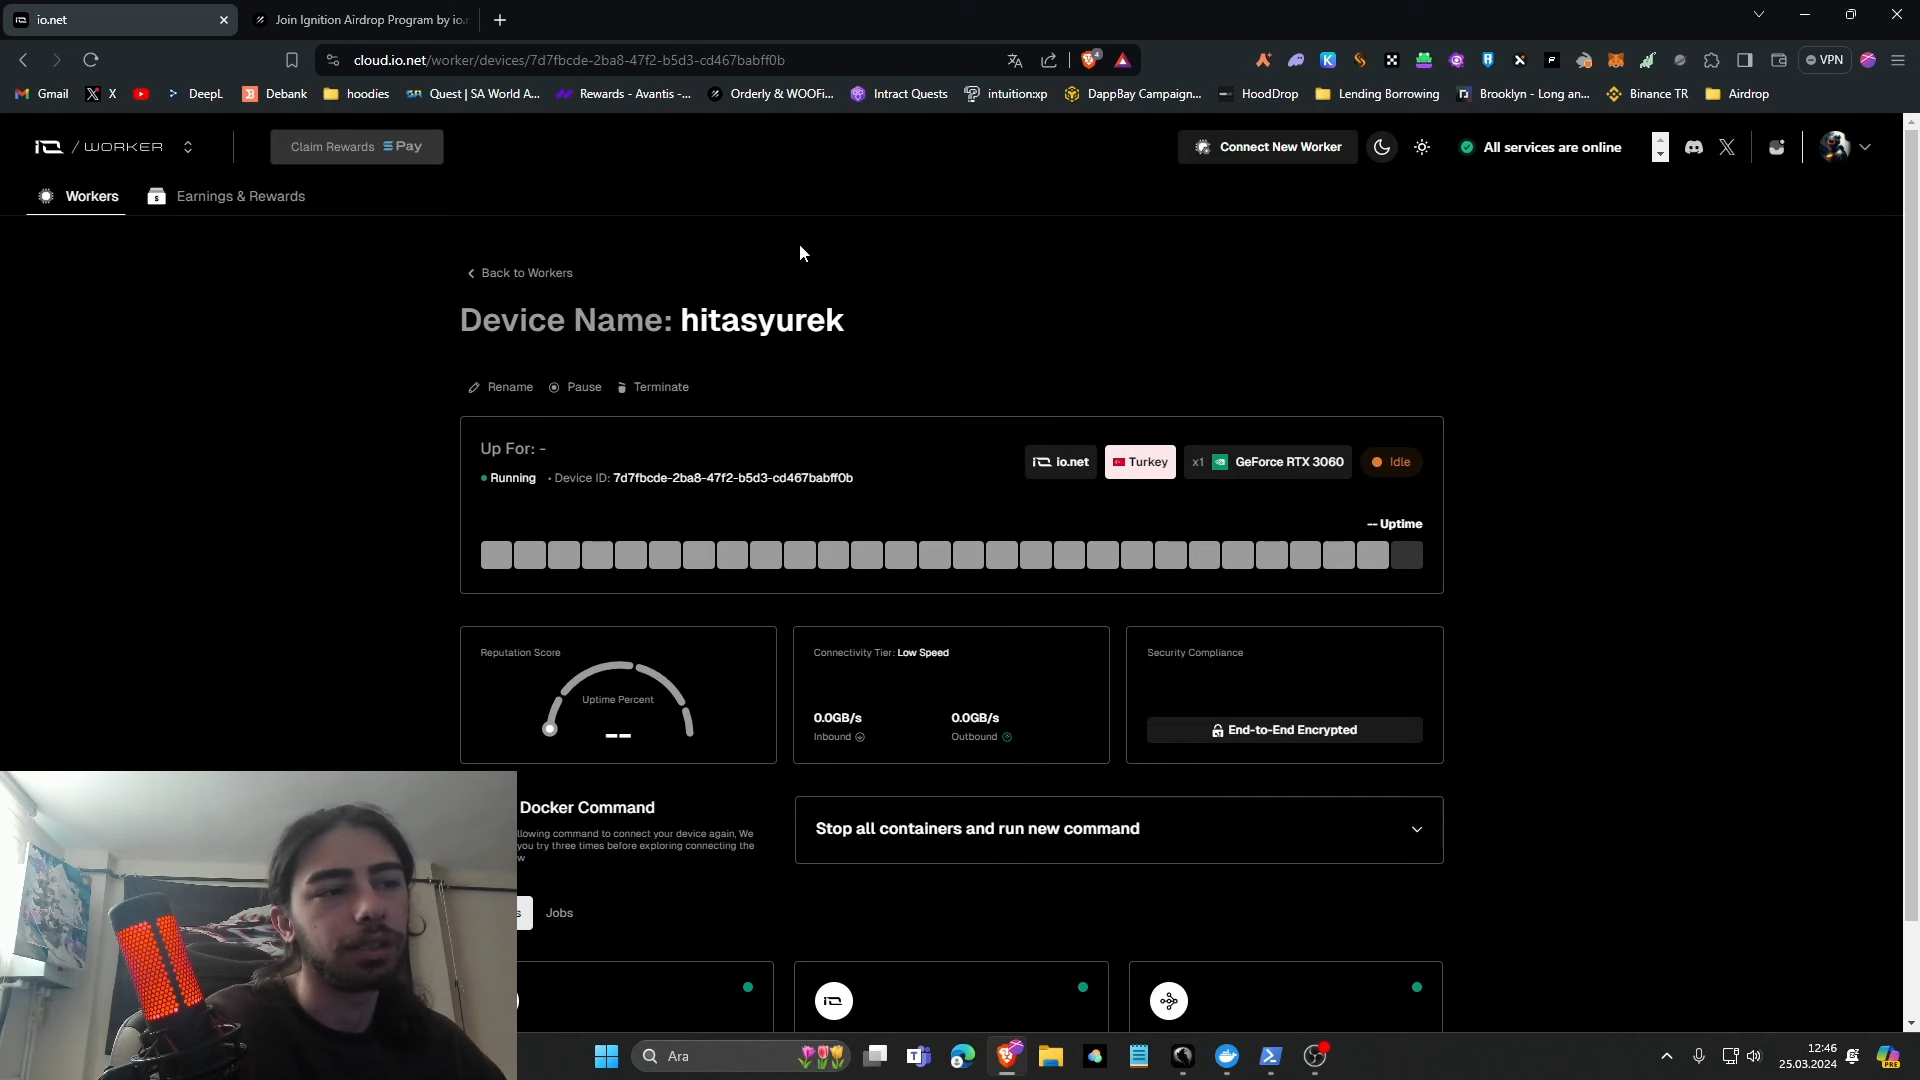 io.net
Join Ignition Airdrop Program by io.r
cloud.io.net/worker/devices/7d7fbcde-2ba8-47f2-b5d3-cd467babff0b
4
VPN
Gmail
X
DeepL
Debank
hoodies
Quest | SA World A...
Rewards - Avantis -...
Orderly & WOOFi...
Intract Quests
intuition:xp
DappBay Campaign...
HoodDrop
Lending Borrowing
Brooklyn - Long an...
Binance TR
Airdrop
/ WORKER
Claim Rewards Pay
Connect New Worker
All services are online
Workers
Earnings & Rewards
Back to Workers
Device Name: hitasyurek
Rename
Pause
Terminate
Up For: -
io.net
Turkey
x1 GeForce RTX 3060
Idle
Running
• Device ID: 7d7fbcde-2ba8-47f2-b5d3-cd467babff0b
-- Uptime
Reputation Score
Uptime Percent
--
Connectivity Tier: Low Speed
0.0GB/s
0.0GB/s
Inbound
Outbound
Security Compliance
End-to-End Encrypted
Docker Command
llowing command to connect your device again, We
you try three times before exploring connecting the
w
Stop all containers and run new command
s
Jobs
Ara
12:46
25.03.2024
PRE